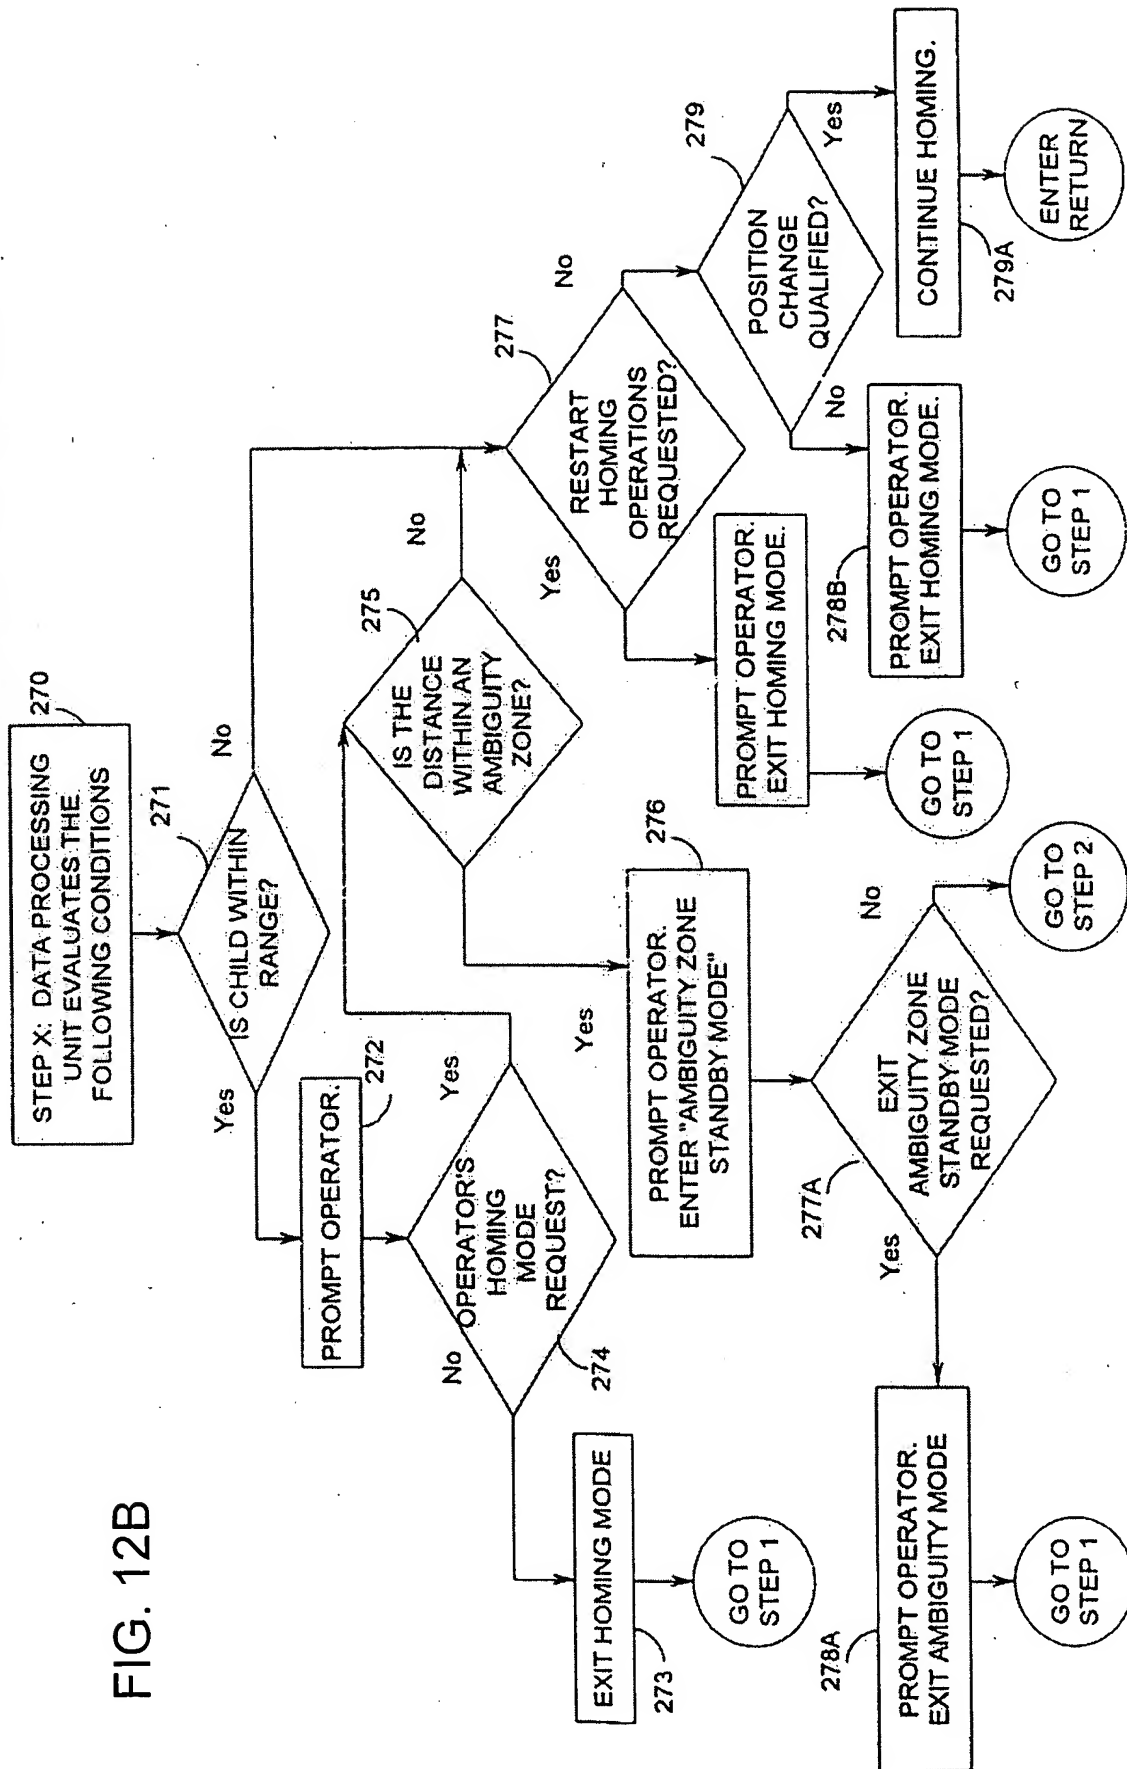 FIG. 12B
STEP X: DATA PROCESSING
UNIT EVALUATES THE
FOLLOWING CONDITIONS
270
IS CHILD WITHIN
RANGE?
271
Yes
No
PROMPT OPERATOR.
272
OPERATOR'S
HOMING
MODE
REQUEST?
274
No
Yes
EXIT HOMING MODE
273
GO TO
STEP 1
IS THE
DISTANCE
WITHIN AN
AMBIGUITY
ZONE?
275
Yes
No
PROMPT OPERATOR.
ENTER "AMBIGUITY ZONE
STANDBY MODE"
276
EXIT
AMBIGUITY ZONE
STANDBY MODE
REQUESTED?
277A
Yes
No
PROMPT OPERATOR.
EXIT AMBIGUITY MODE
278A
GO TO
STEP 1
GO TO
STEP 2
RESTART
HOMING
OPERATIONS
REQUESTED?
277
Yes
No
PROMPT OPERATOR.
EXIT HOMING MODE.
GO TO
STEP 1
POSITION
CHANGE
QUALIFIED?
279
No
Yes
PROMPT OPERATOR.
EXIT HOMING MODE.
278B
GO TO
STEP 1
CONTINUE HOMING.
279A
ENTER
RETURN